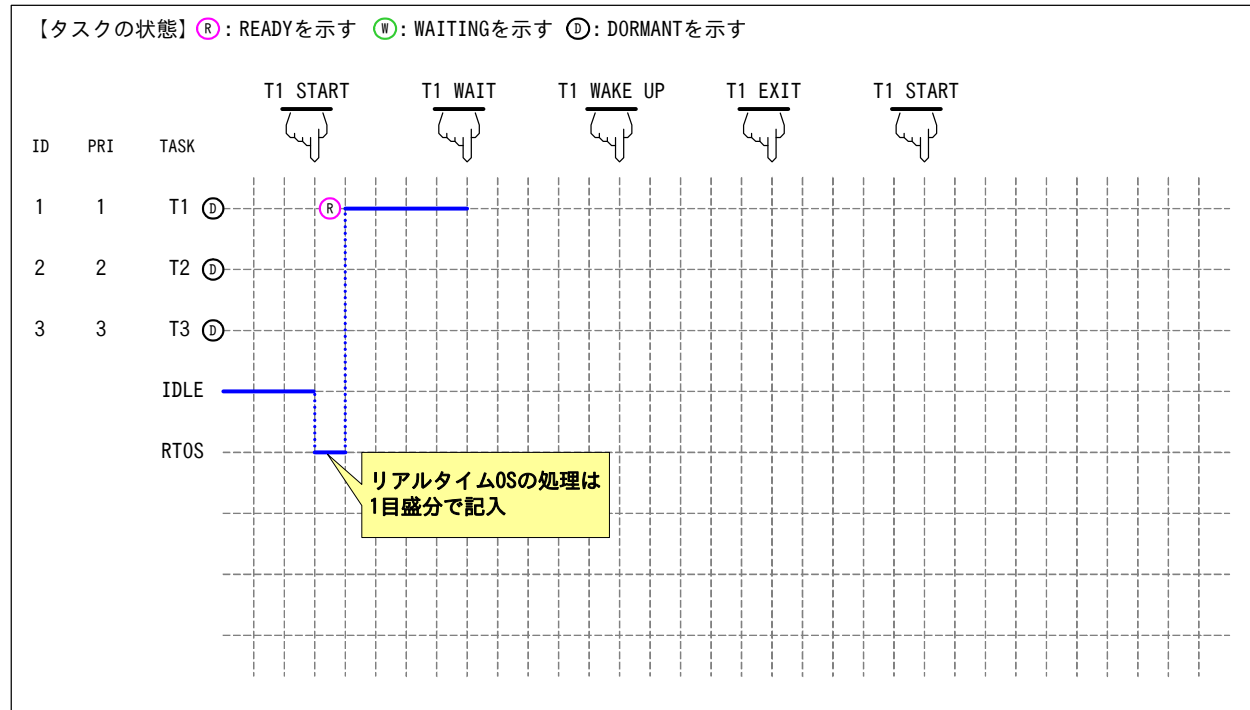 【タスクの状態】Ⓡ: READYを示す Ⓦ: WAITINGを示す Ⓓ: DORMANTを示す
T1 START T1 WAIT T1 WAKE UP T1 EXIT T1 START
ID PRI TASK
1 1 T1 Ⓓ Ⓡ
2 2 T2 Ⓓ
3 3 T3 Ⓓ
IDLE
RTOS
リアルタイムOSの処理は
1目盛分で記入